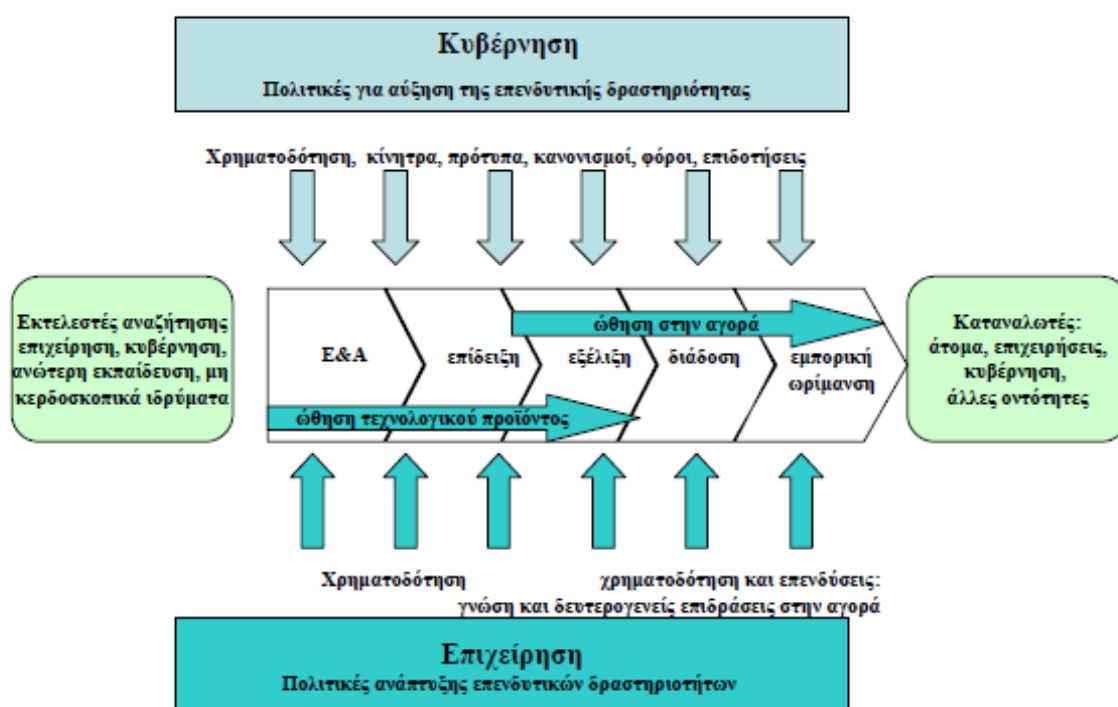 Κυβέρνηση
Πολιτικές για αύξηση της επενδυτικής δραστηριότητας
Χρηματοδότηση, κίνητρα, πρότυπα, κανονισμοί, φόροι, επιδοτήσεις
Εκτελεστές αναζήτησης
επιχείρηση, κυβέρνηση,
ανώτερη εκπαίδευση, μη
κερδοσκοπικά ιδρύματα
ώθηση στην αγορά
Ε&Α
επίδειξη
εξέλιξη
διάδοση
εμπορική
ωρίμανση
ώθηση τεχνολογικού προϊόντος
Καταναλωτές:
άτομα, επιχειρήσεις,
κυβέρνηση,
άλλες οντότητες
Χρηματοδότηση
χρηματοδότηση και επενδύσεις:
γνώση και δευτερογενείς επιδράσεις στην αγορά
Επιχείρηση
Πολιτικές ανάπτυξης επενδυτικών δραστηριοτήτων